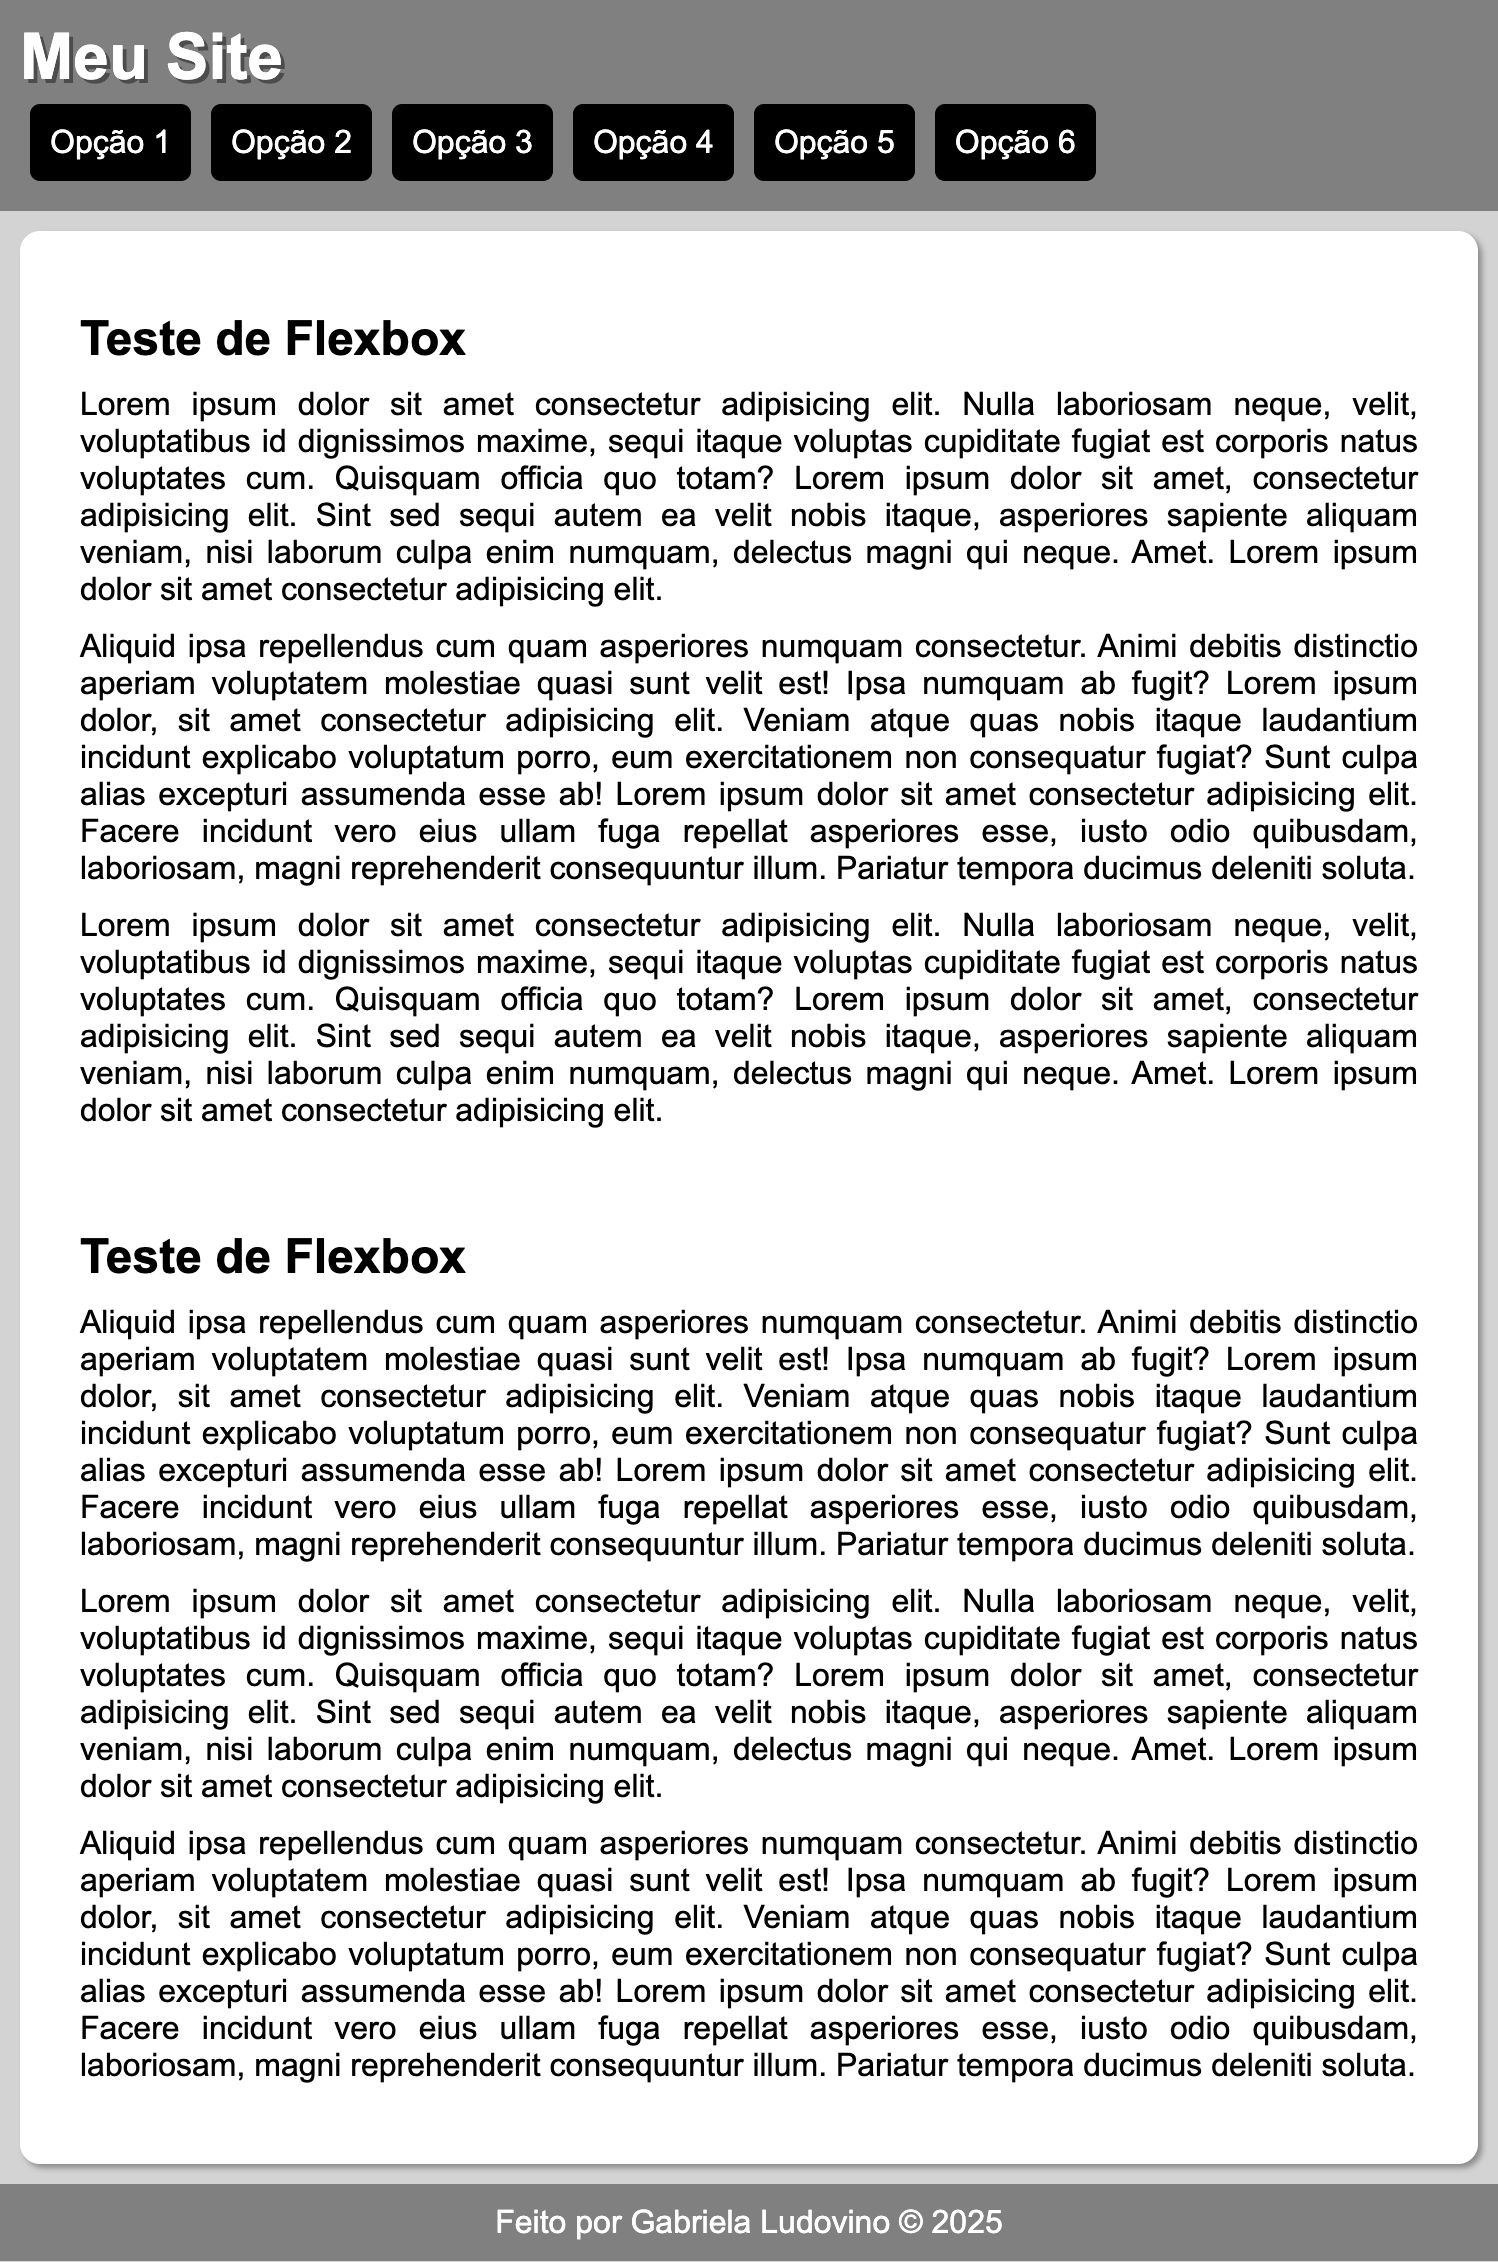 Meu Site
Opção 1 Opção 2 Opção 3 Opção 4 Opção 5 Opção 6
Teste de Flexbox
Lorem ipsum dolor sit amet consectetur adipisicing elit. Nulla laboriosam neque, velit,
voluptatibus id dignissimos maxime, sequi itaque voluptas cupiditate fugiat est corporis natus
voluptates cum. Quisquam officia quo totam? Lorem ipsum dolor sit amet, consectetur
adipisicing elit. Sint sed sequi autem ea velit nobis itaque, asperiores sapiente aliquam
veniam, nisi laborum culpa enim numquam, delectus magni qui neque. Amet. Lorem ipsum
dolor sit amet consectetur adipisicing elit.
Aliquid ipsa repellendus cum quam asperiores numquam consectetur. Animi debitis distinctio
aperiam voluptatem molestiae quasi sunt velit est! Ipsa numquam ab fugit? Lorem ipsum
dolor, sit amet consectetur adipisicing elit. Veniam atque quas nobis itaque laudantium
incidunt explicabo voluptatum porro, eum exercitationem non consequatur fugiat? Sunt culpa
alias excepturi assumenda esse ab! Lorem ipsum dolor sit amet consectetur adipisicing elit.
Facere incidunt vero eius ullam fuga repellat asperiores esse, iusto odio quibusdam,
laboriosam, magni reprehenderit consequuntur illum. Pariatur tempora ducimus deleniti soluta.
Lorem ipsum dolor sit amet consectetur adipisicing elit. Nulla laboriosam neque, velit,
voluptatibus id dignissimos maxime, sequi itaque voluptas cupiditate fugiat est corporis natus
voluptates cum. Quisquam officia quo totam? Lorem ipsum dolor sit amet, consectetur
adipisicing elit. Sint sed sequi autem ea velit nobis itaque, asperiores sapiente aliquam
veniam, nisi laborum culpa enim numquam, delectus magni qui neque. Amet. Lorem ipsum
dolor sit amet consectetur adipisicing elit.
Teste de Flexbox
Aliquid ipsa repellendus cum quam asperiores numquam consectetur. Animi debitis distinctio
aperiam voluptatem molestiae quasi sunt velit est! Ipsa numquam ab fugit? Lorem ipsum
dolor, sit amet consectetur adipisicing elit. Veniam atque quas nobis itaque laudantium
incidunt explicabo voluptatum porro, eum exercitationem non consequatur fugiat? Sunt culpa
alias excepturi assumenda esse ab! Lorem ipsum dolor sit amet consectetur adipisicing elit.
Facere incidunt vero eius ullam fuga repellat asperiores esse, iusto odio quibusdam,
laboriosam, magni reprehenderit consequuntur illum. Pariatur tempora ducimus deleniti soluta.
Lorem ipsum dolor sit amet consectetur adipisicing elit. Nulla laboriosam neque, velit,
voluptatibus id dignissimos maxime, sequi itaque voluptas cupiditate fugiat est corporis natus
voluptates cum. Quisquam officia quo totam? Lorem ipsum dolor sit amet, consectetur
adipisicing elit. Sint sed sequi autem ea velit nobis itaque, asperiores sapiente aliquam
veniam, nisi laborum culpa enim numquam, delectus magni qui neque. Amet. Lorem ipsum
dolor sit amet consectetur adipisicing elit.
Aliquid ipsa repellendus cum quam asperiores numquam consectetur. Animi debitis distinctio
aperiam voluptatem molestiae quasi sunt velit est! Ipsa numquam ab fugit? Lorem ipsum
dolor, sit amet consectetur adipisicing elit. Veniam atque quas nobis itaque laudantium
incidunt explicabo voluptatum porro, eum exercitationem non consequatur fugiat? Sunt culpa
alias excepturi assumenda esse ab! Lorem ipsum dolor sit amet consectetur adipisicing elit.
Facere incidunt vero eius ullam fuga repellat asperiores esse, iusto odio quibusdam,
laboriosam, magni reprehenderit consequuntur illum. Pariatur tempora ducimus deleniti soluta.
Feito por Gabriela Ludovino © 2025